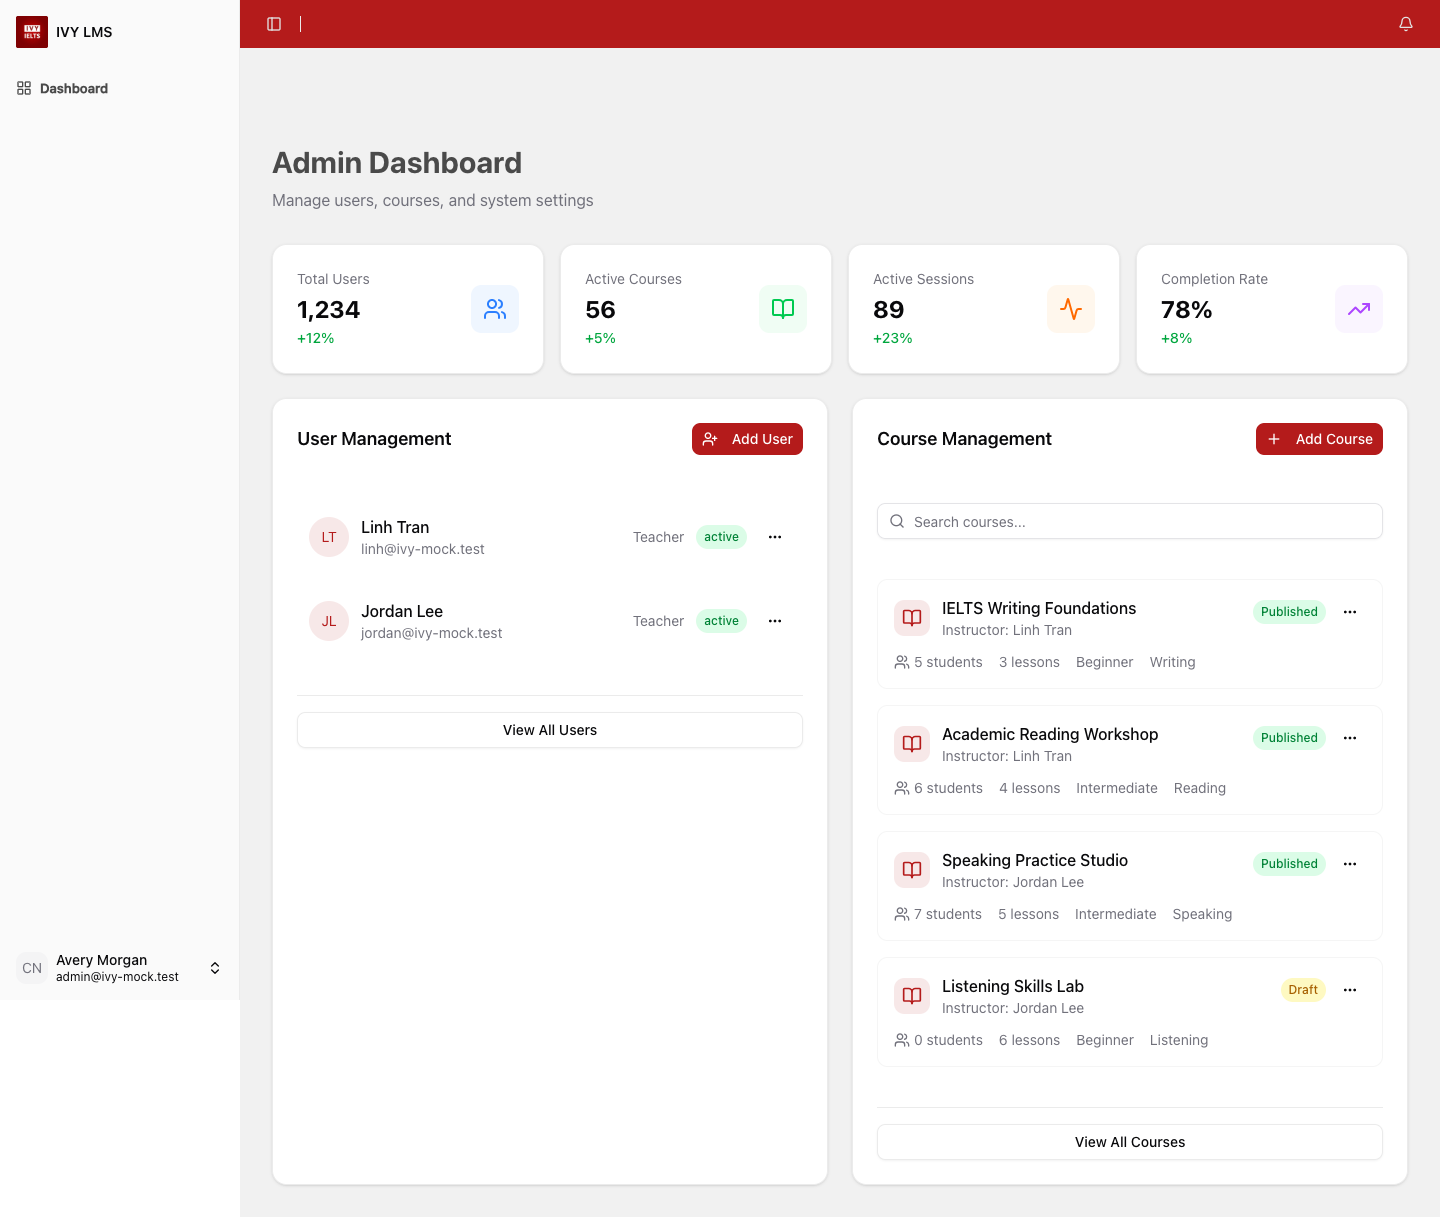 IVY
IELTS
IVY LMS
Dashboard
Admin Dashboard
Manage users, courses, and system settings
Total Users
1,234
+12%
Active Courses
56
+5%
Active Sessions
89
+23%
Completion Rate
78%
+8%
User Management
Add User
LT
Linh Tran
linh@ivy-mock.test
Teacher
active
JL
Jordan Lee
jordan@ivy-mock.test
Teacher
active
View All Users
Course Management
Add Course
Search courses...
IELTS Writing Foundations
Published
Instructor: Linh Tran
5 students 3 lessons Beginner Writing
Academic Reading Workshop
Published
Instructor: Linh Tran
6 students 4 lessons Intermediate Reading
Speaking Practice Studio
Published
Instructor: Jordan Lee
7 students 5 lessons Intermediate Speaking
Listening Skills Lab
Draft
Instructor: Jordan Lee
0 students 6 lessons Beginner Listening
View All Courses
CN
Avery Morgan
admin@ivy-mock.test